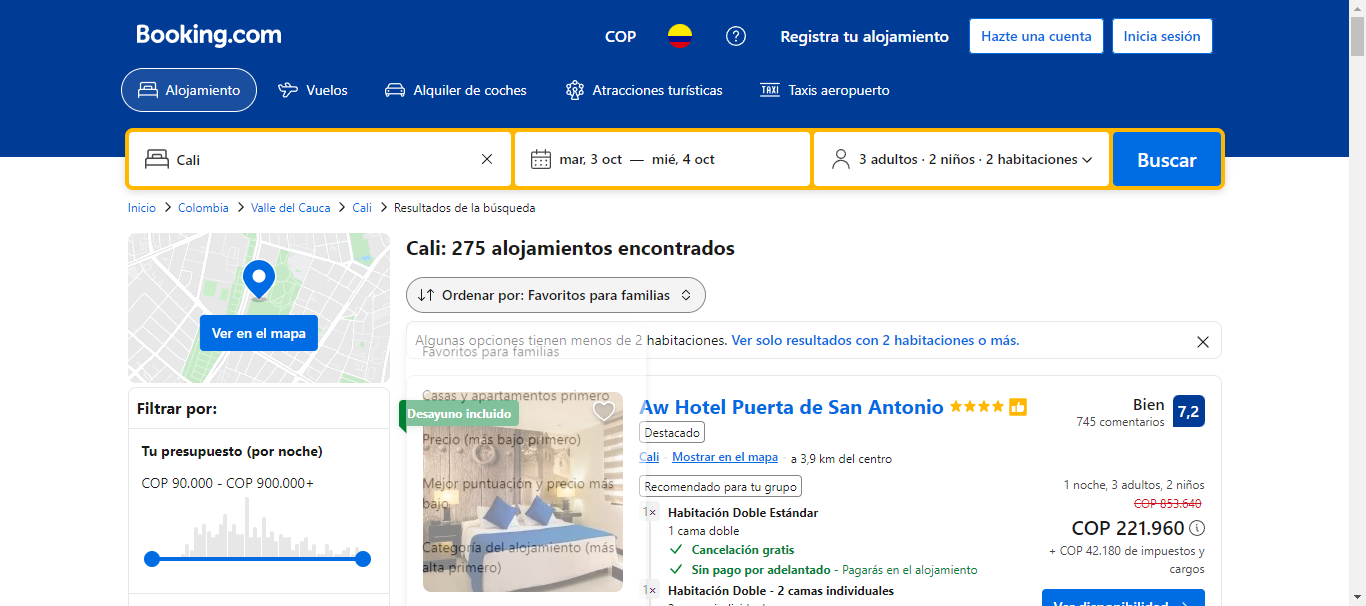 Booking.com
COP
Registra tu alojamiento
Hazte una cuenta
Inicia sesión
Alojamiento
Vuelos
Alquiler de coches
Atracciones turísticas
TAXI
Taxis aeropuerto
Cali
mar, 3 oct — mié, 4 oct
3 adultos · 2 niños · 2 habitaciones
Buscar
Inicio
Colombia
Valle del Cauca
Cali
Resultados de la búsqueda
Ver en el mapa
Filtrar por:
Tu presupuesto (por noche)
COP 90.000 - COP 900.000+
Cali: 275 alojamientos encontrados
Ordenar por: Favoritos para familias
Algunas opciones tienen menos de 2 habitaciones. Ver solo resultados con 2 habitaciones o más.
Favoritos para familias
Casas y apartamentos primero
Precio (más bajo primero)
Mejor puntuación y precio más
bajo
Categoría del alojamiento (más
alta primero)
Desayuno incluido
Aw Hotel Puerta de San Antonio
Destacado
Cali · Mostrar en el mapa · a 3,9 km del centro
Recomendado para tu grupo
1× Habitación Doble Estándar
1 cama doble
Cancelación gratis
Sin pago por adelantado - Pagarás en el alojamiento
1× Habitación Doble - 2 camas individuales
Bien
745 comentarios
7,2
1 noche, 3 adultos, 2 niños
COP 853.640
COP 221.960
+ COP 42.180 de impuestos y
cargos
Ver disponibilidad